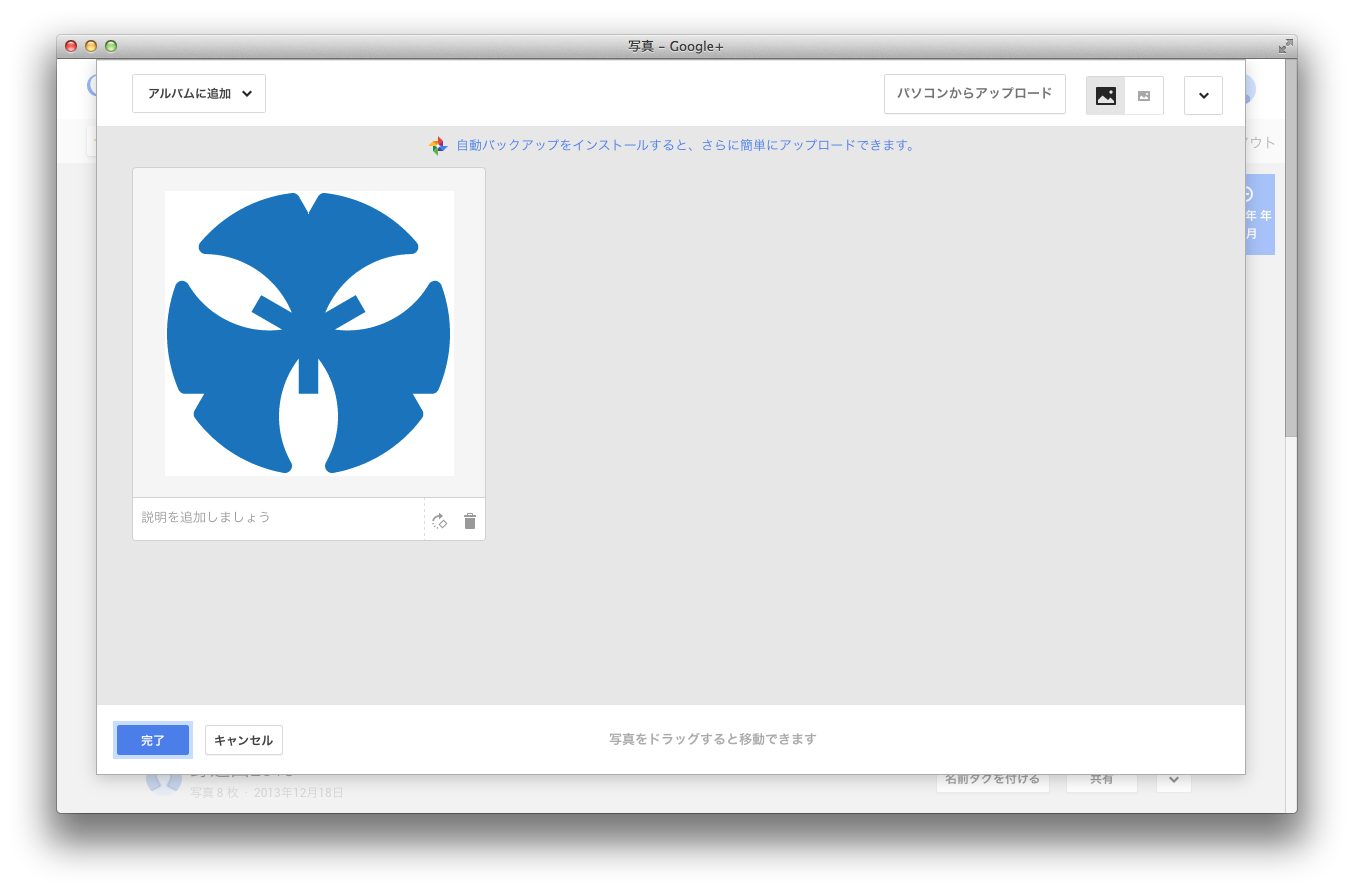 写真 – Google+
アルバムに追加
パソコンからアップロード
自動バックアップをインストールすると、さらに簡単にアップロードできます。
ウト
年 年
月
説明を追加しましょう
完了
キャンセル
写真をドラッグすると移動できます
名前タグを付ける
共有
写真 8 枚 - 2013年12月18日